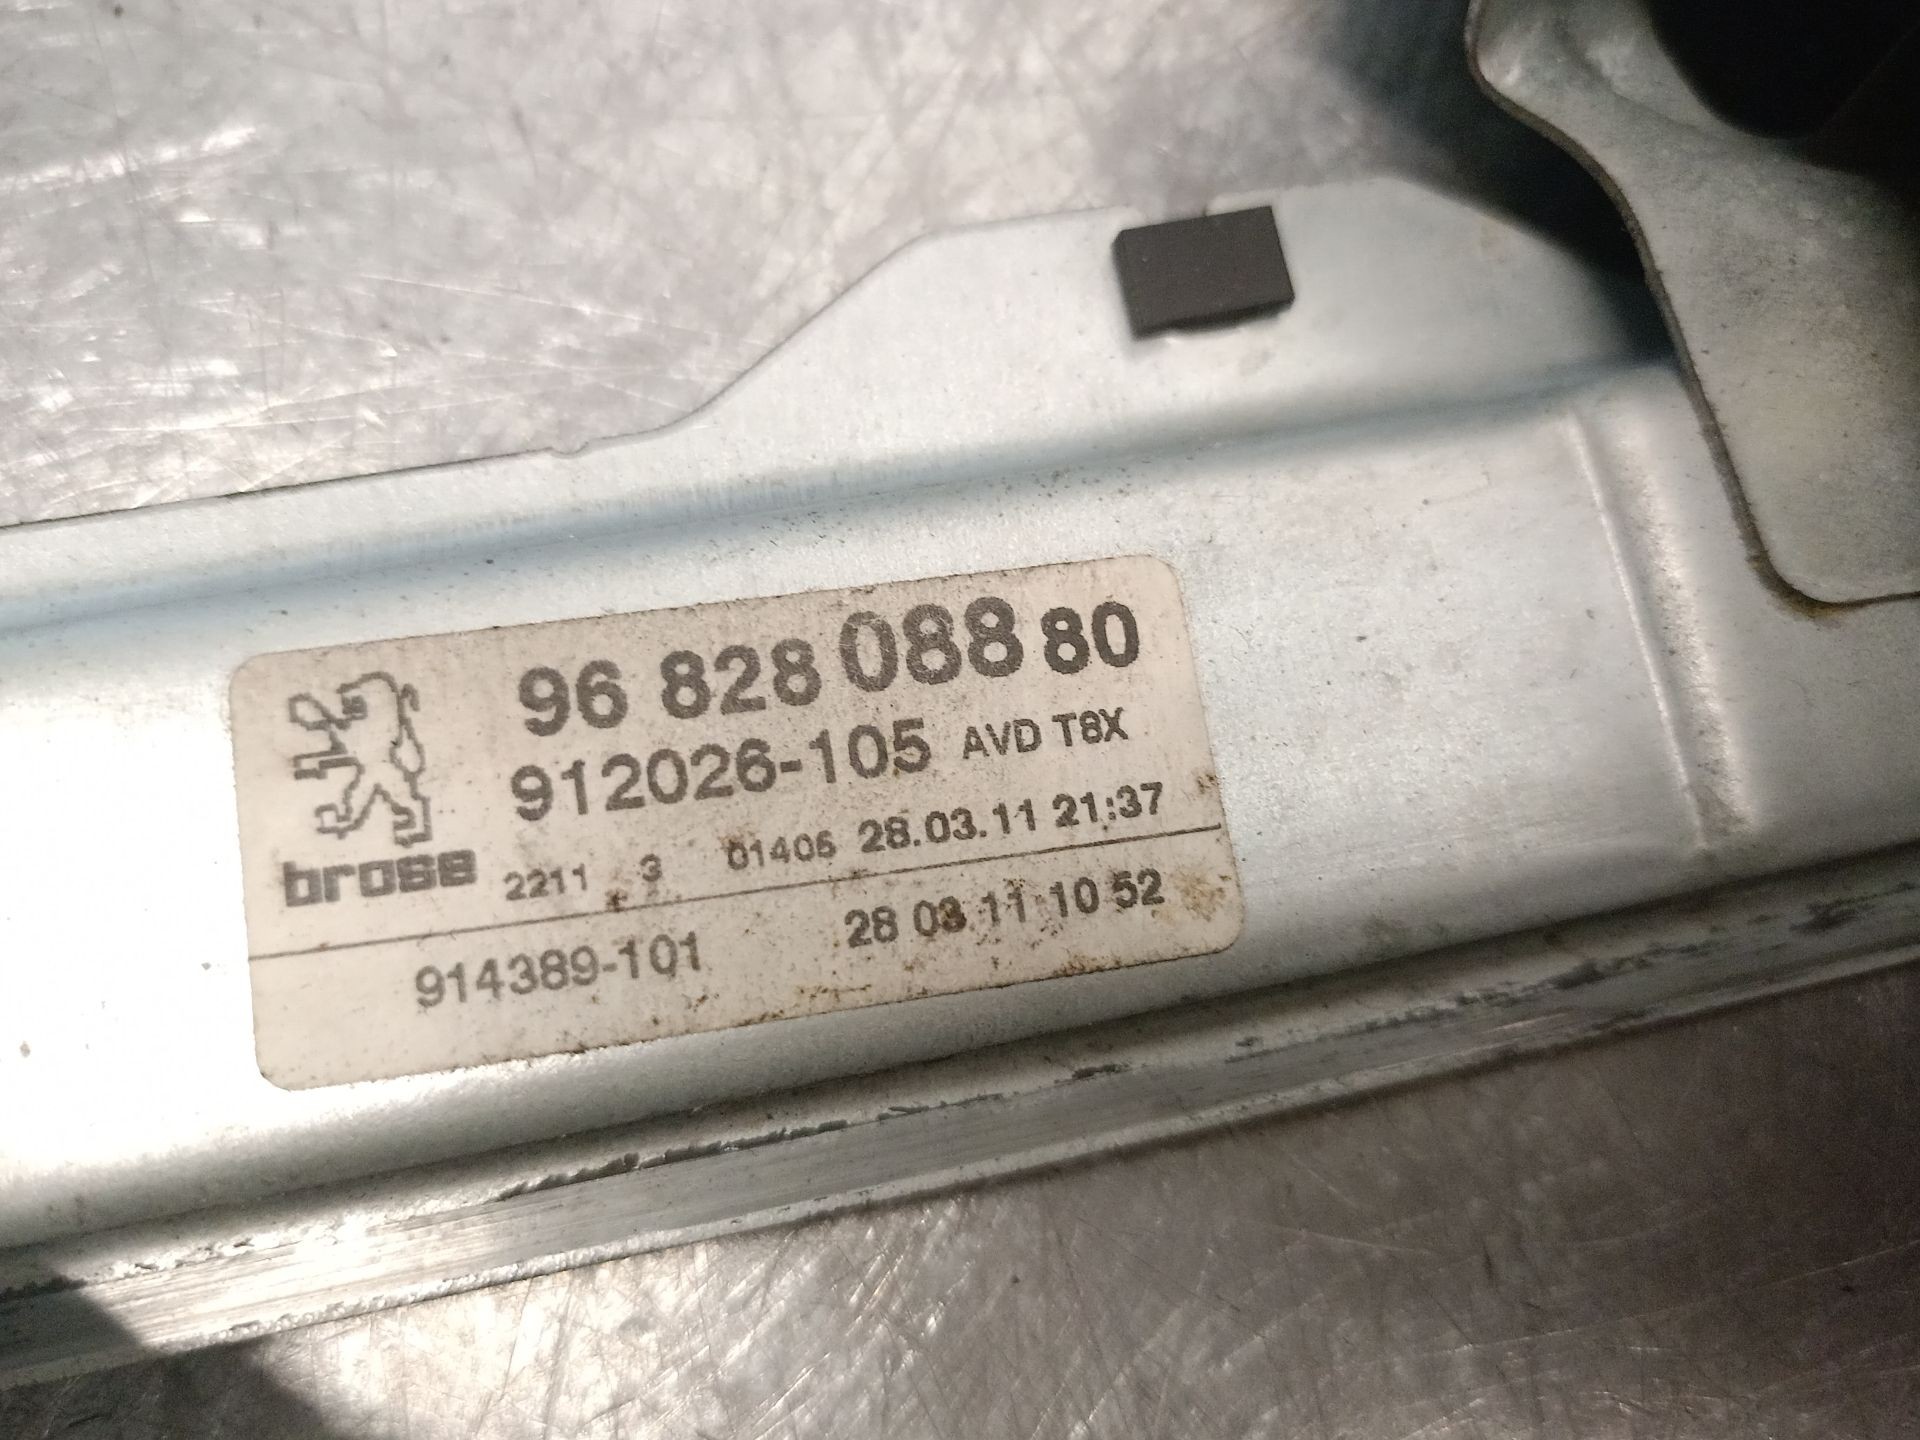 96 828 088 80
912026-105 AVD T8X
brose 2211 3 01406 28.03.11 21:37
914389-101 28 03 11 10 52